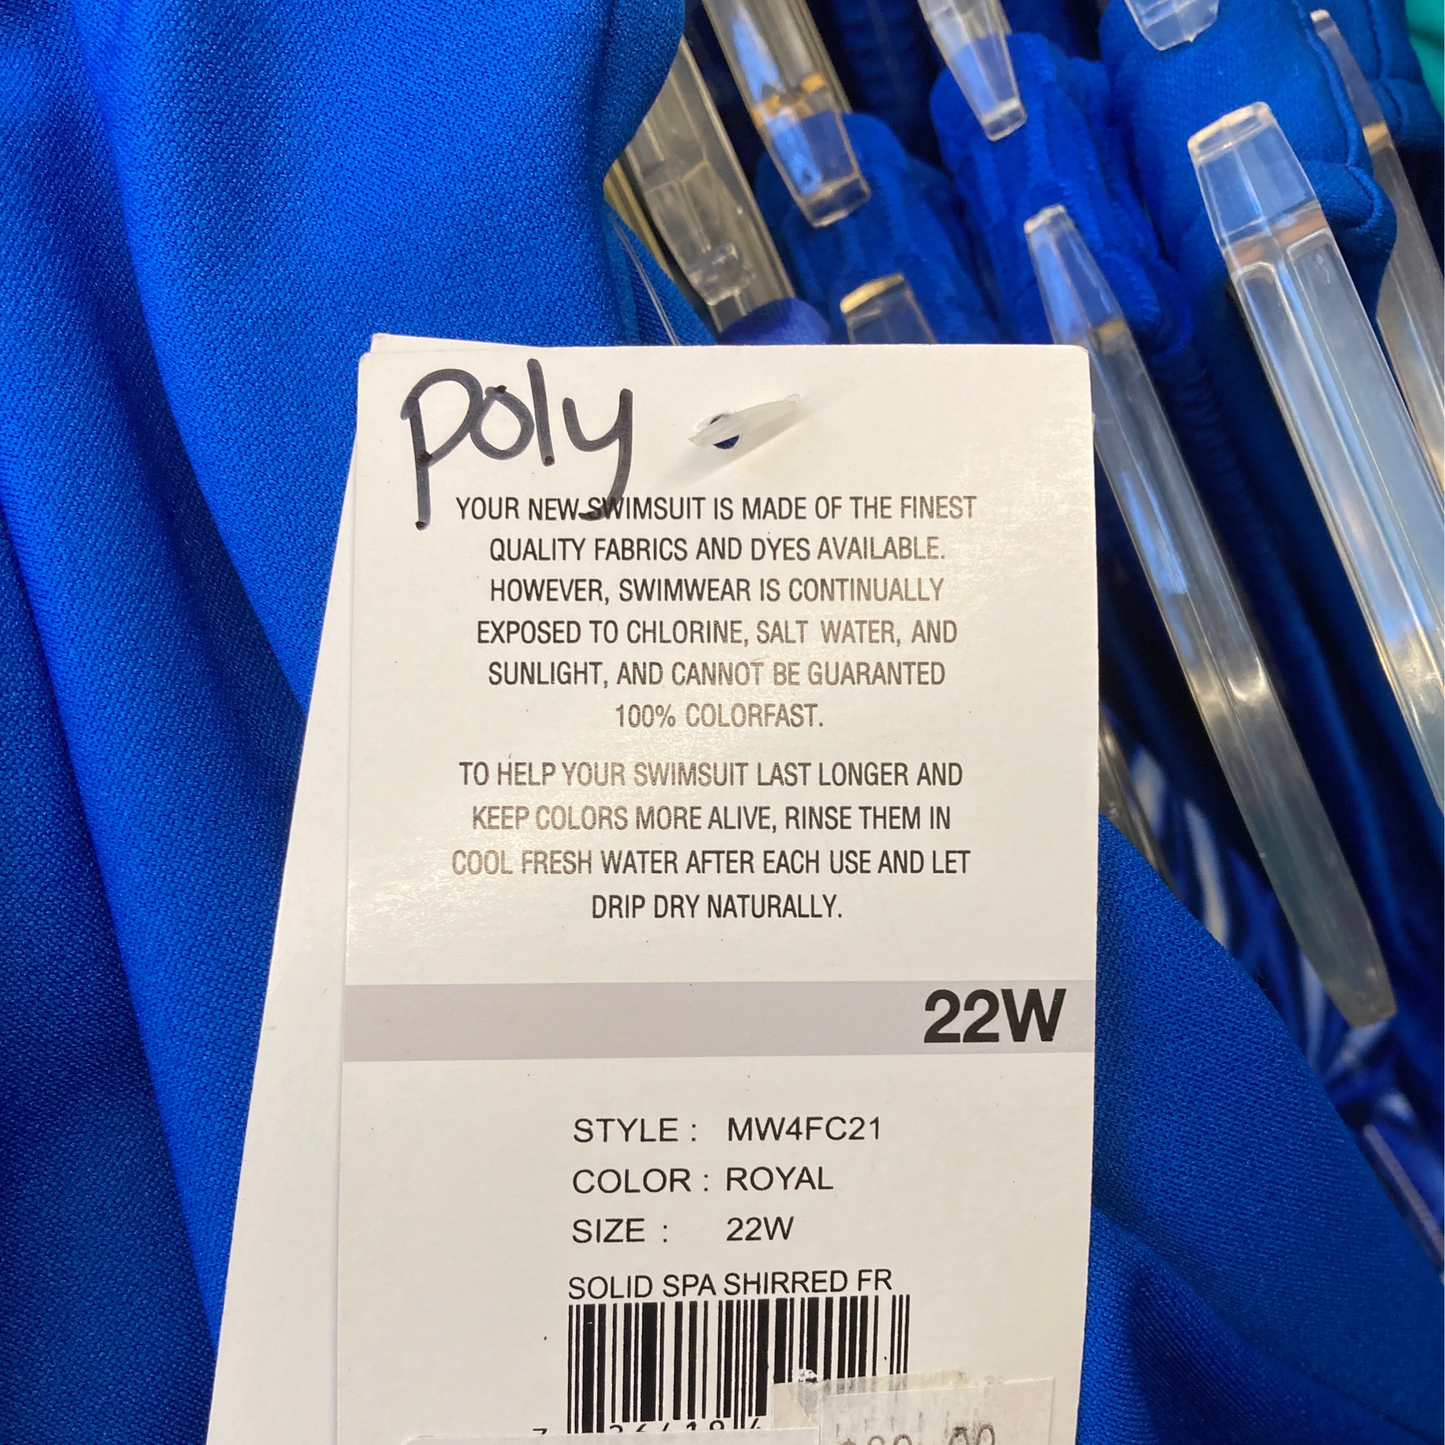 poly
YOUR NEW SWIMSUIT IS MADE OF THE FINEST
QUALITY FABRICS AND DYES AVAILABLE.
HOWEVER, SWIMWEAR IS CONTINUALLY
EXPOSED TO CHLORINE, SALT WATER, AND
SUNLIGHT, AND CANNOT BE GUARANTED
100% COLORFAST.
TO HELP YOUR SWIMSUIT LAST LONGER AND
KEEP COLORS MORE ALIVE, RINSE THEM IN
COOL FRESH WATER AFTER EACH USE AND LET
DRIP DRY NATURALLY.
22W
STYLE : MW4FC21
COLOR : ROYAL
SIZE : 22W
SOLID SPA SHIRRED FR